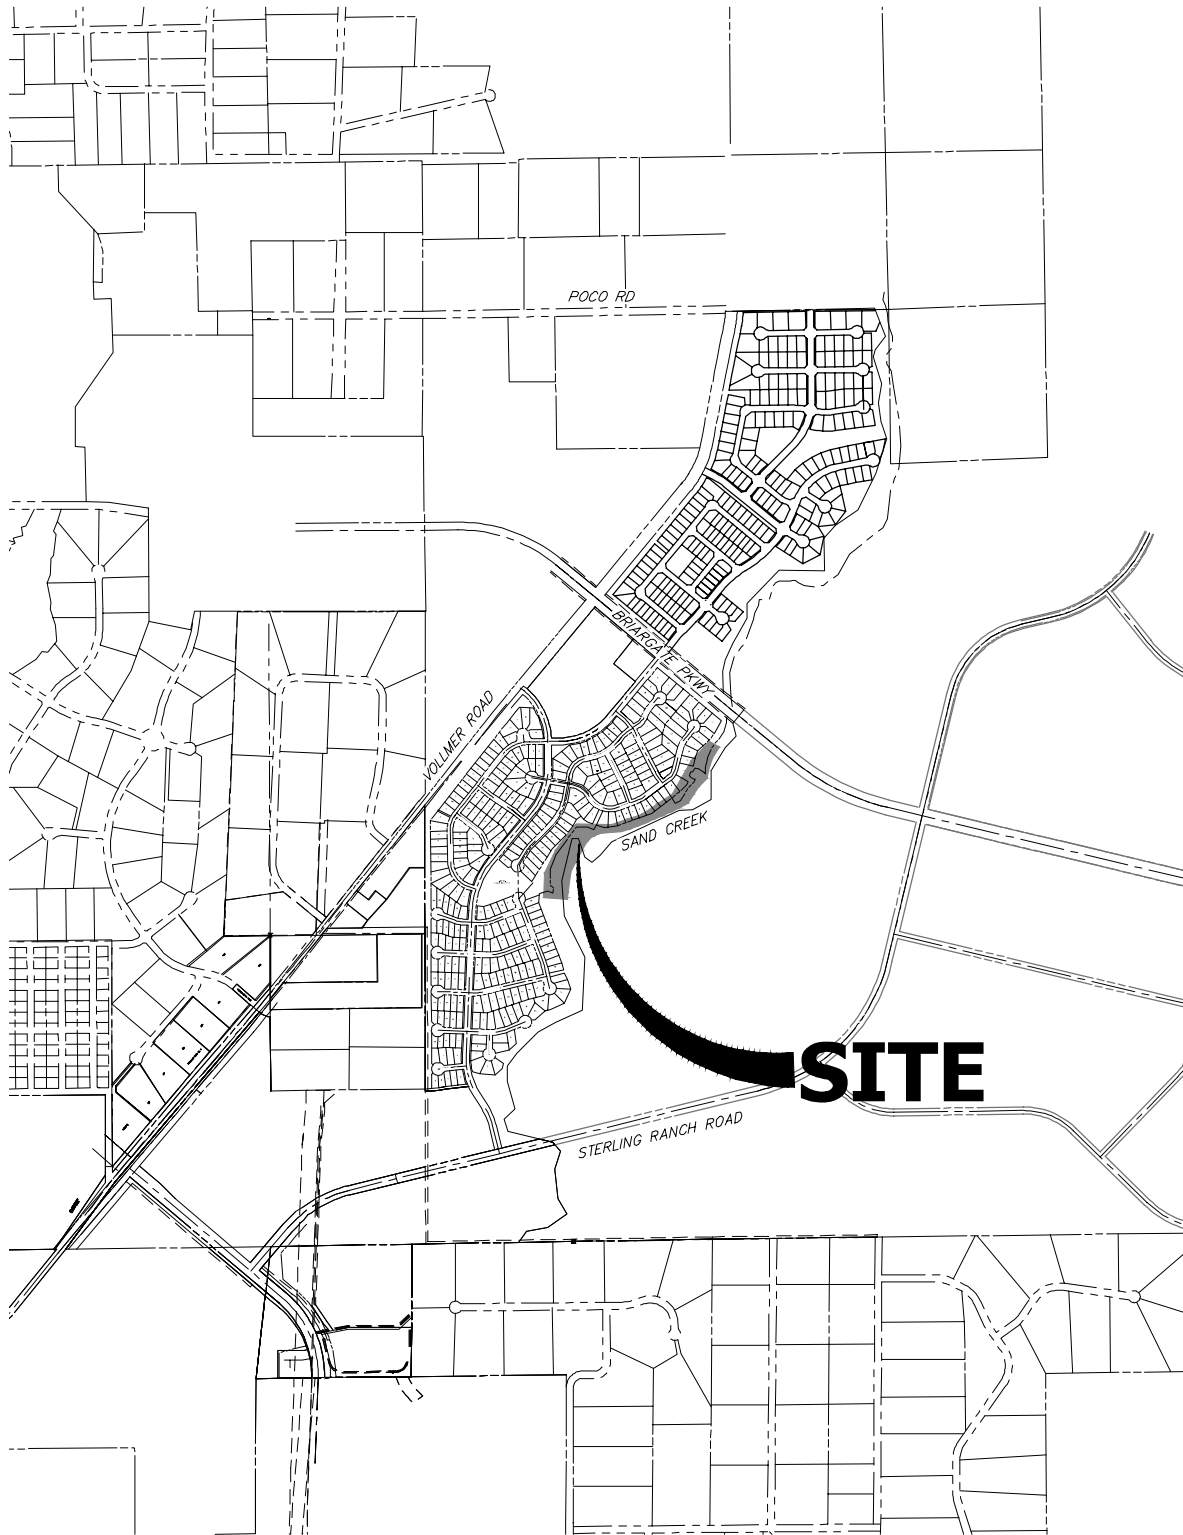 POCO RD
BRIARGATE PKWY
VOLLMER ROAD
SAND CREEK
SITE
STERLING RANCH ROAD